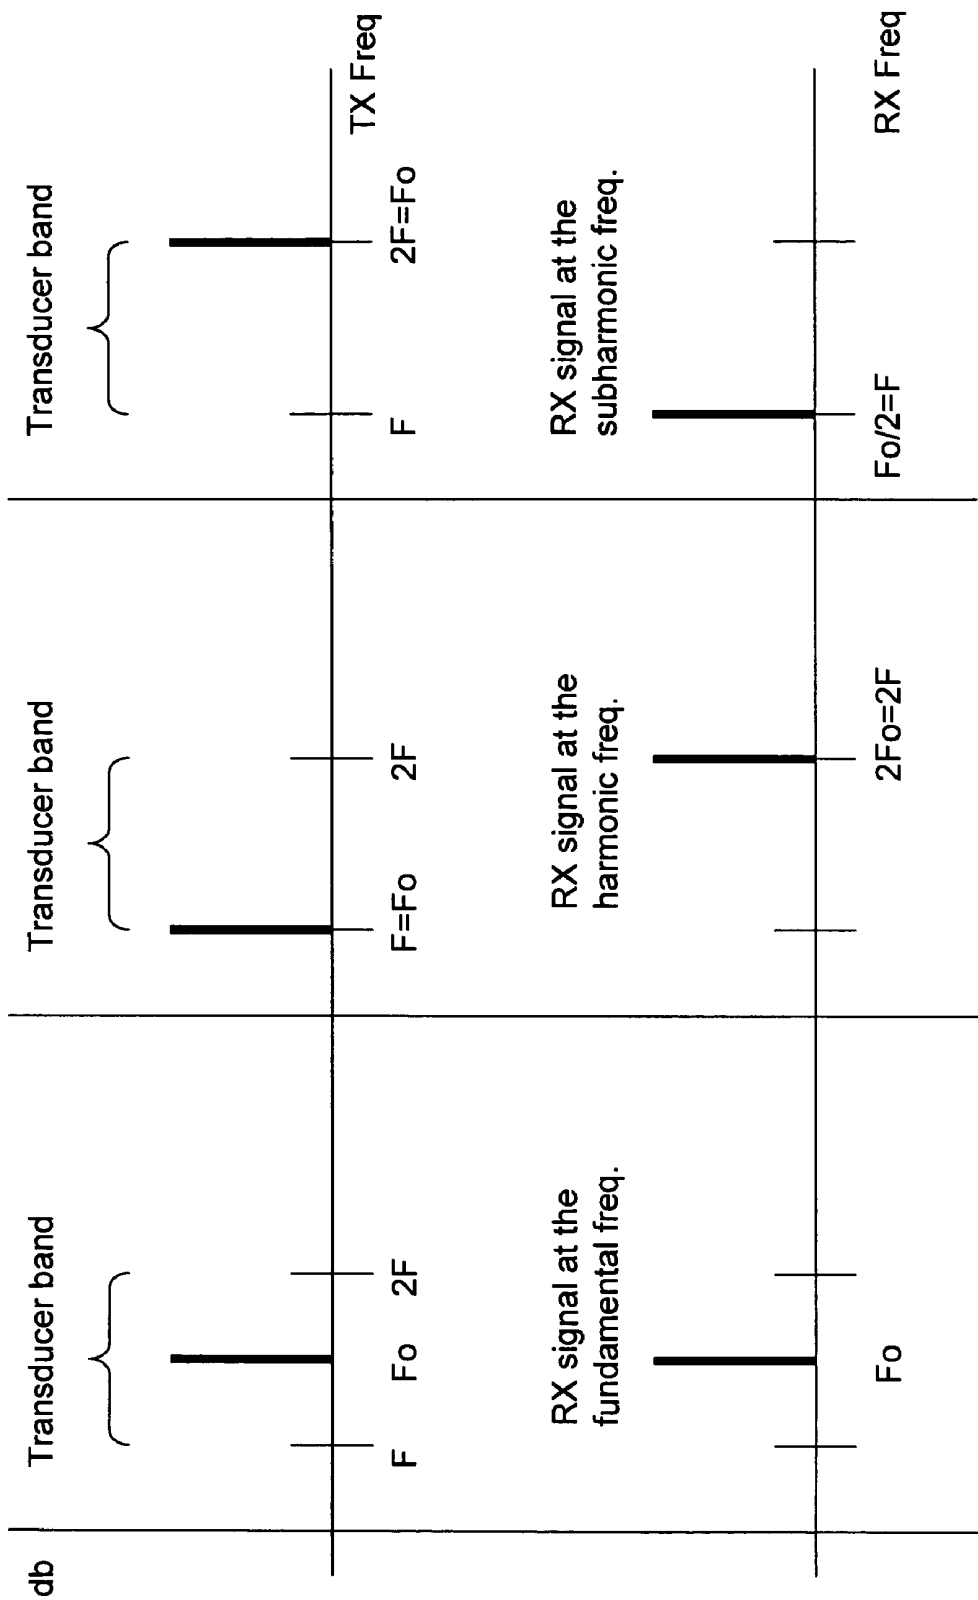 db
Transducer band
Transducer band
Transducer band
F
Fo
2F
F=Fo
2F
F
2F=Fo
TX Freq
RX signal at the
fundamental freq.
RX signal at the
harmonic freq.
RX signal at the
subharmonic freq.
Fo
2Fo=2F
Fo/2=F
RX Freq